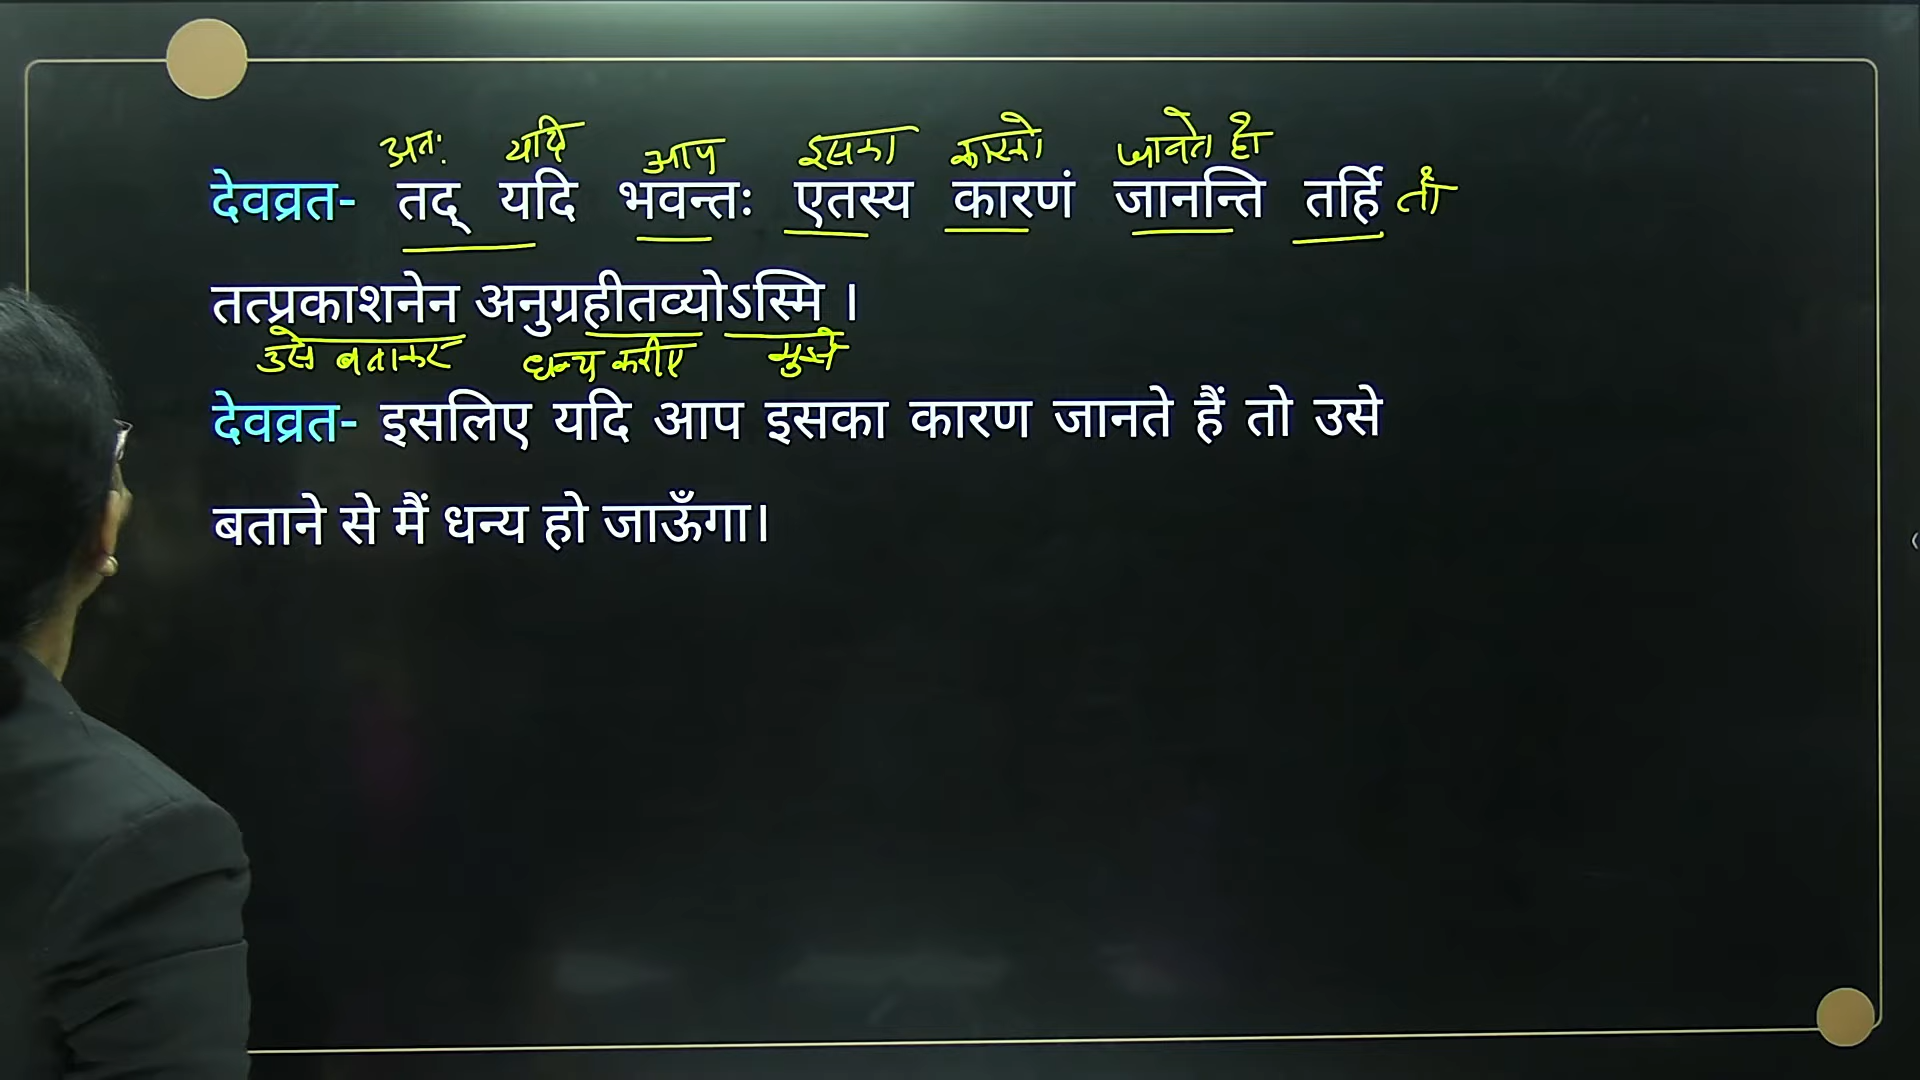 अतः यदि आप इसका कारको जानते हो
देवव्रत- तद् यदि भवन्तः एतस्य कारणं जानन्ति तर्हि तो
तत्प्रकाशनेन अनुग्रहीतव्योऽस्मि ।
उसे बताकर धन्य करीए मुझे
देवव्रत- इसलिए यदि आप इसका कारण जानते हैं तो उसे
बताने से मैं धन्य हो जाऊँगा।